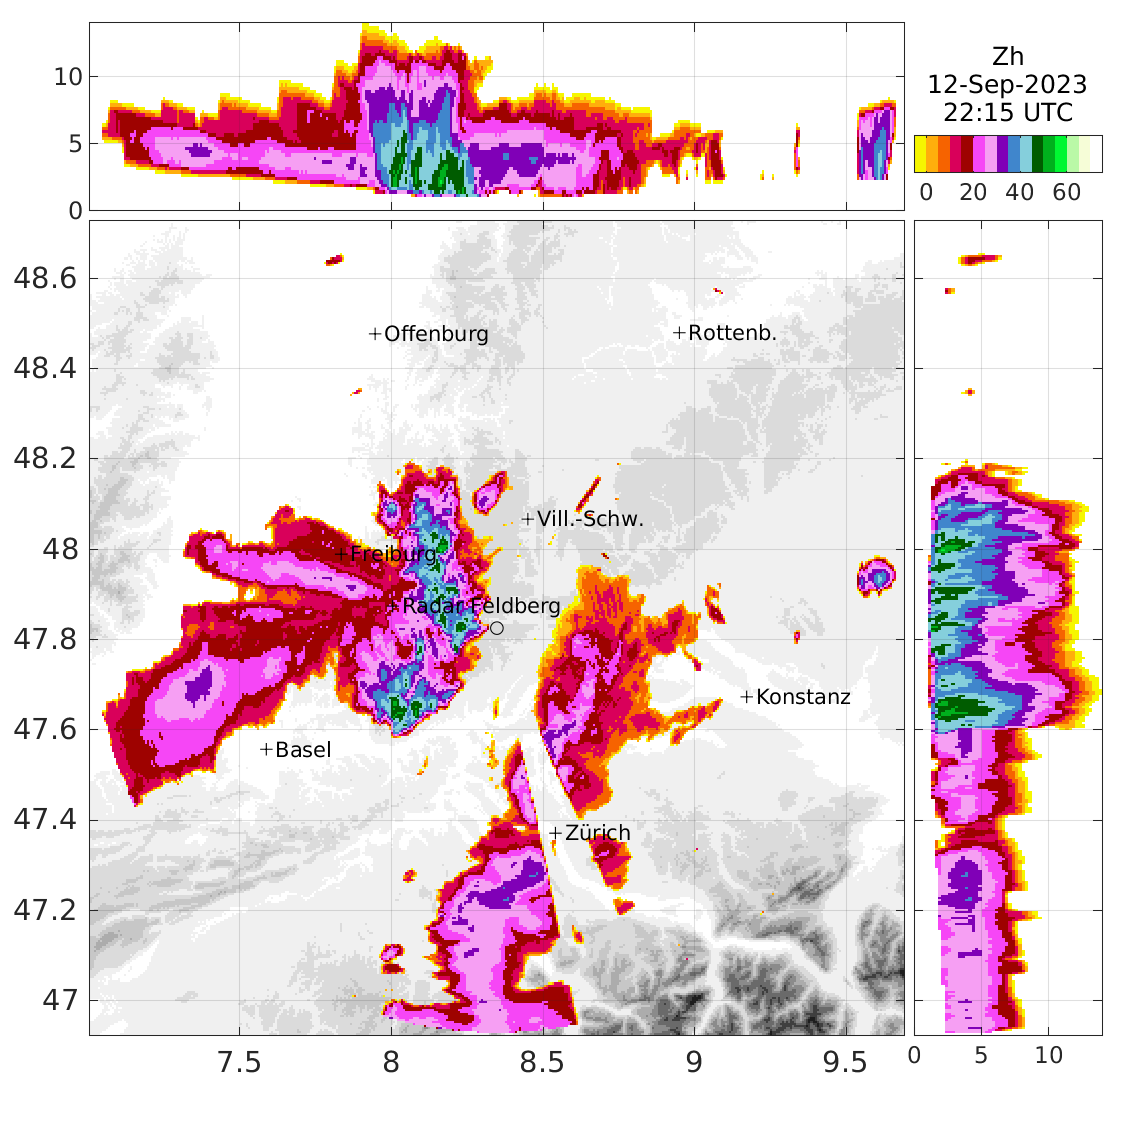 10
5
0
Zh
12-Sep-2023
22:15 UTC
0 20 40 60
48.6
48.4
48.2
48
47.8
47.6
47.4
47.2
47
+Offenburg
+Rottenb.
+Vill.-Schw.
+Freiburg
+Radar Feldberg
+Konstanz
+Basel
+Zürich
7.5 8 8.5 9 9.5
0 5 10